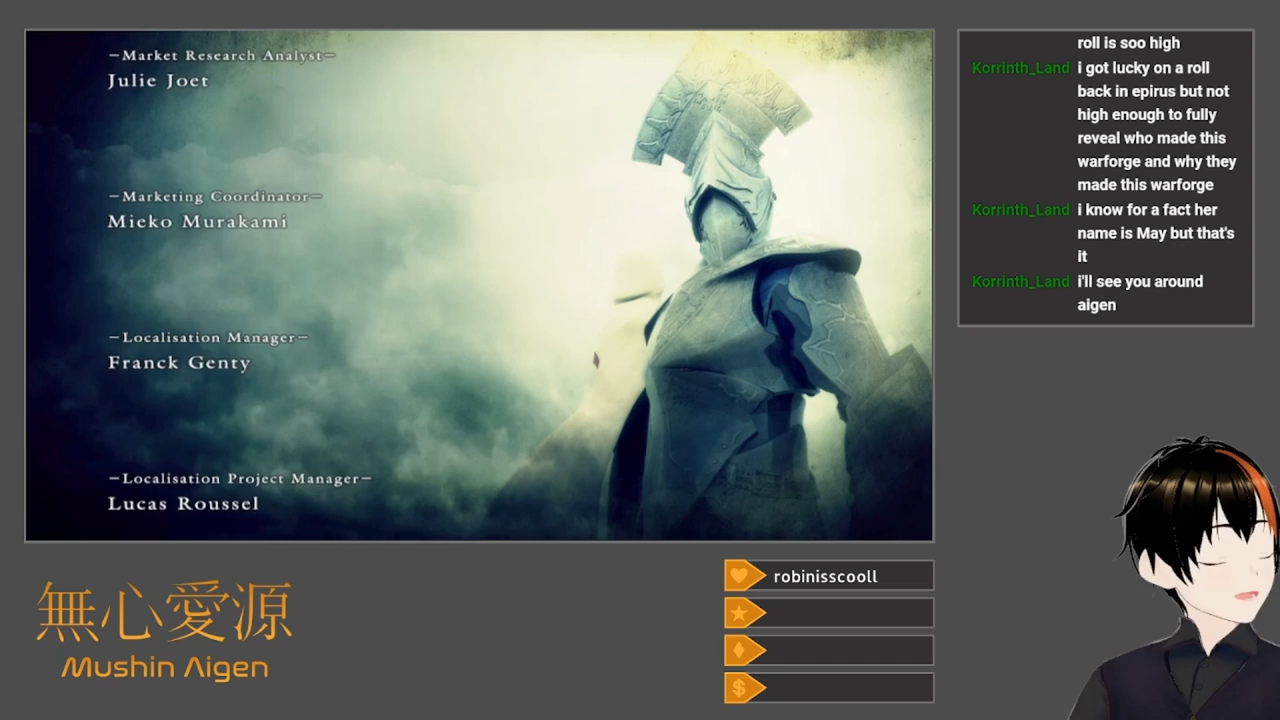 —Market Research Analyst—
Julie Joet
—Marketing Coordinator—
Mieko Murakami
—Localisation Manager—
Franck Genty
—Localisation Project Manager—
Lucas Roussel
roll is soo high
Korrinth_Land i got lucky on a roll
back in epirus but not
high enough to fully
reveal who made this
warforge and why they
made this warforge
Korrinth_Land i know for a fact her
name is May but that's
it
Korrinth_Land i'll see you around
aigen
robinisscooll
$
無心愛源
Mushin Aigen